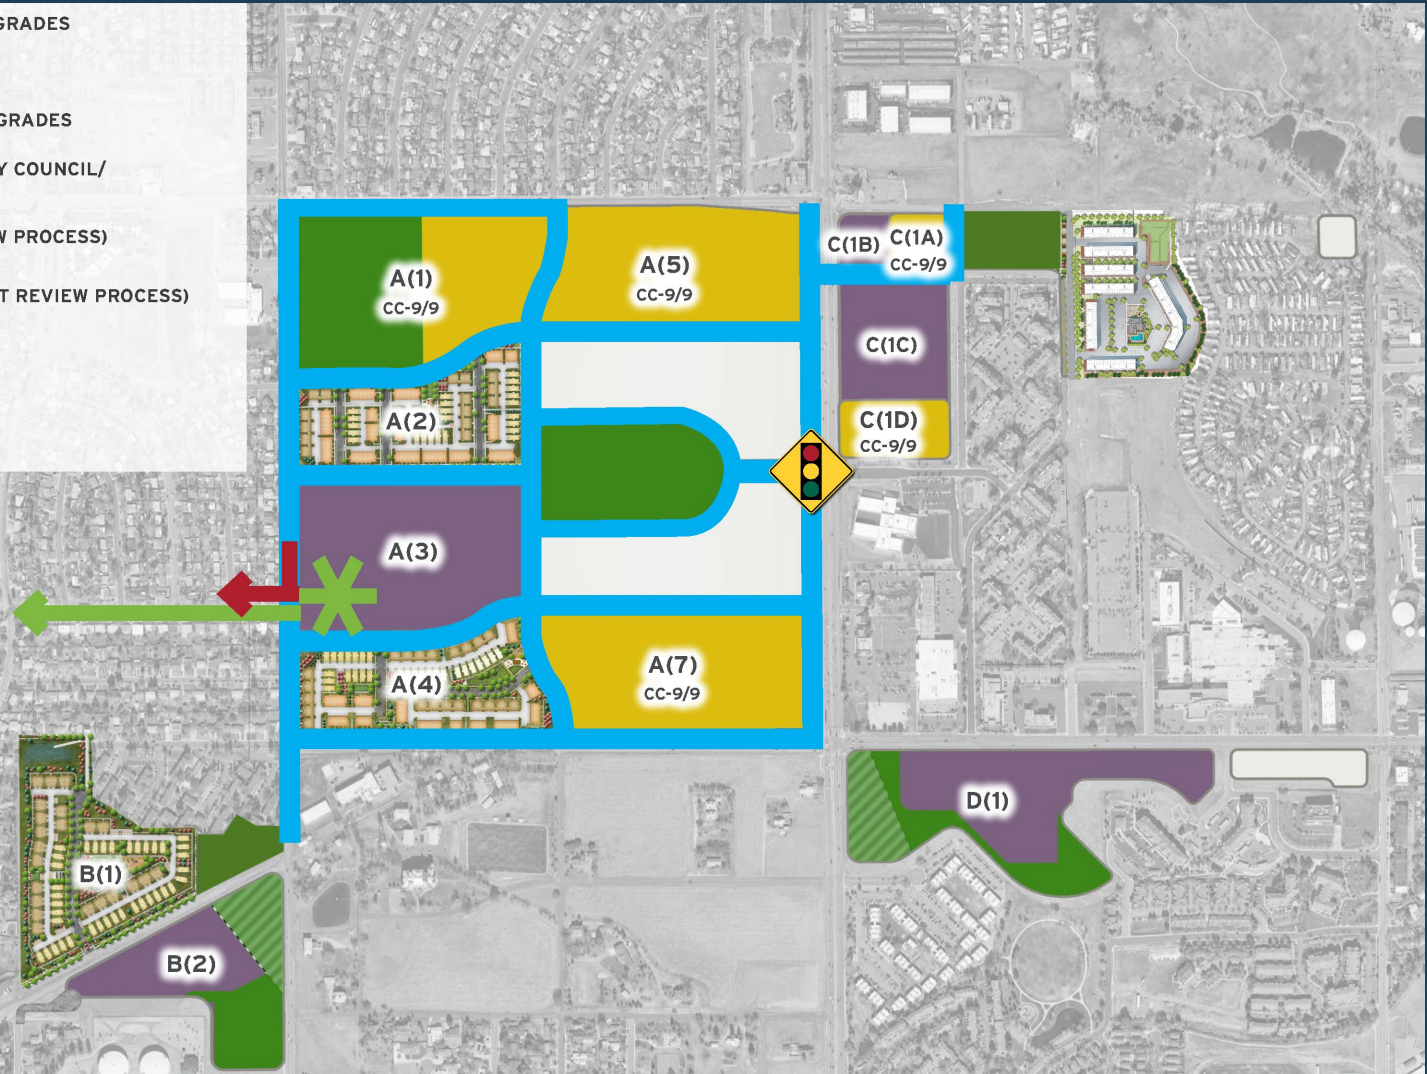 GRADES
GRADES
Y COUNCIL/
W PROCESS)
T REVIEW PROCESS)
A(1)
CC-9/9
A(5)
CC-9/9
C(1B)
C(1A)
CC-9/9
C(1C)
A(2)
C(1D)
CC-9/9
A(3)
A(4)
A(7)
CC-9/9
D(1)
B(1)
B(2)